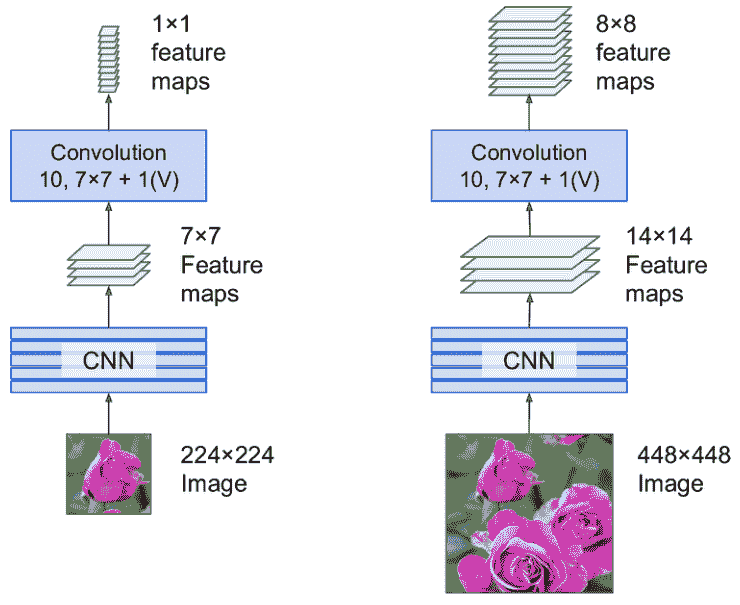 1×1
feature
maps
Convolution
10, 7×7 + 1(V)
7×7
Feature
maps
CNN
224×224
Image
8×8
feature
maps
Convolution
10, 7×7 + 1(V)
14×14
Feature
maps
CNN
448×448
Image